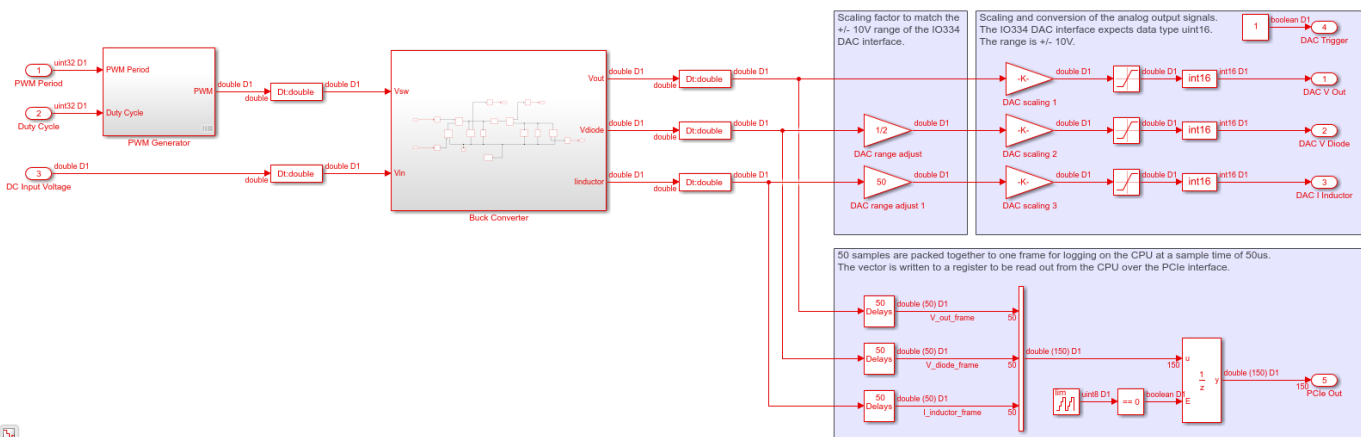 Scaling factor to match the
+/- 10V range of the IO334
DAC interface.
Scaling and conversion of the analog output signals.
The IO334 DAC interface expects data type uint16.
The range is +/- 10V.
1
boolean D1
4
DAC Trigger
1
uint32 D1
PWM Period
PWM Period
2
uint32 D1
Duty Cycle
Duty Cycle
PWM
PWM Generator
double D1
double
Dt:double
double D1
3
double D1
DC Input Voltage
double
Dt:double
double D1
Vsw
Vin
Vout
Vdiode
Iinductor
Buck Converter
double D1
double
Dt:double
double D1
-K-
DAC scaling 1
double D1
double D1
int16
int16 D1
1
DAC V Out
double D1
double
Dt:double
double D1
1/2
DAC range adjust
double D1
-K-
DAC scaling 2
double D1
double D1
int16
int16 D1
2
DAC V Diode
double D1
double
Dt:double
double D1
50
DAC range adjust 1
double D1
-K-
DAC scaling 3
double D1
double D1
int16
int16 D1
3
DAC I Inductor
50 samples are packed together to one frame for logging on the CPU at a sample time of 50us.
The vector is written to a register to be read out from the CPU over the PCIe interface.
50
Delays
double (50) D1
V_out_frame
50
50
Delays
double (50) D1
V_diode_frame
50
50
Delays
double (50) D1
I_inductor_frame
50
double (150) D1
150
lim
uint8 D1
== 0
boolean D1
u
E
1
z
y
double (150) D1
150
5
PCIe Out